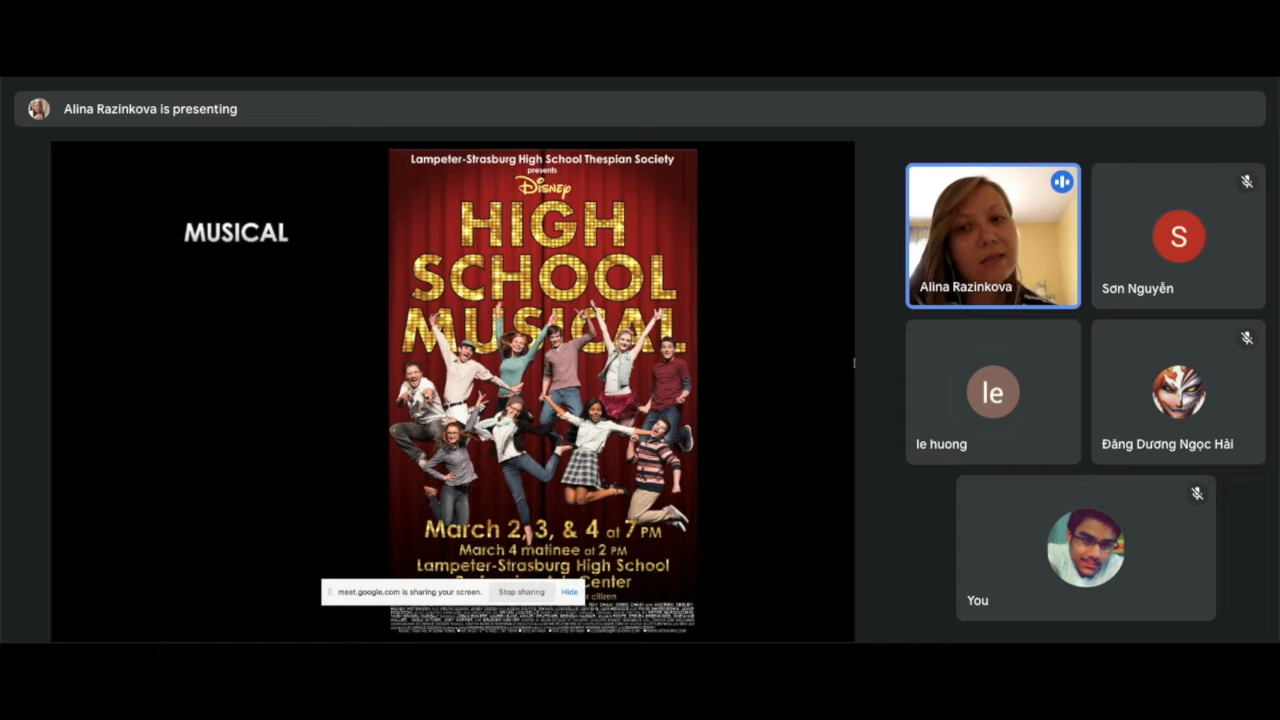 Alina Razinkova is presenting
MUSICAL
Lampeter-Strasburg High School Thespian Society
presents
Disney
HIGH
SCHOOL
MUSICAL
March 2, 3, & 4 at 7 PM
March 4 matinee at 2 PM
Lampeter-Strasburg High School
Center
citizen
meet.google.com is sharing your screen.
Stop sharing
Hide
Alina Razinkova
S
Sơn Nguyễn
le
le huong
Đăng Dương Ngọc Hải
You